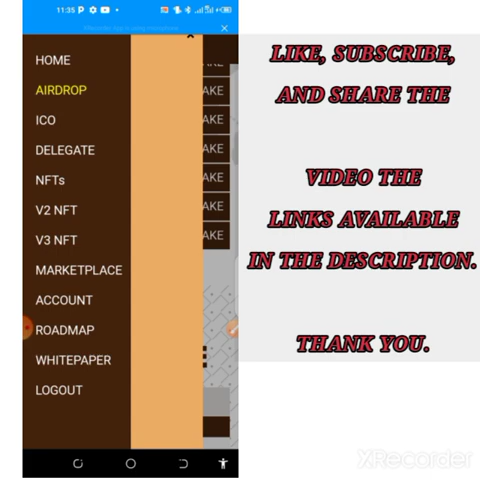 11:35 P
HOME
AIRDROP
ICO
DELEGATE
NFTs
V2 NFT
V3 NFT
MARKETPLACE
ACCOUNT
ROADMAP
WHITEPAPER
LOGOUT
AKE
AKE
AKE
AKE
AKE
AKE
AKE
LIKE, SUBSCRIBE,
AND SHARE THE
VIDEO THE
LINKS AVAILABLE
IN THE DESCRIPTION.
THANK YOU.
XRecorder